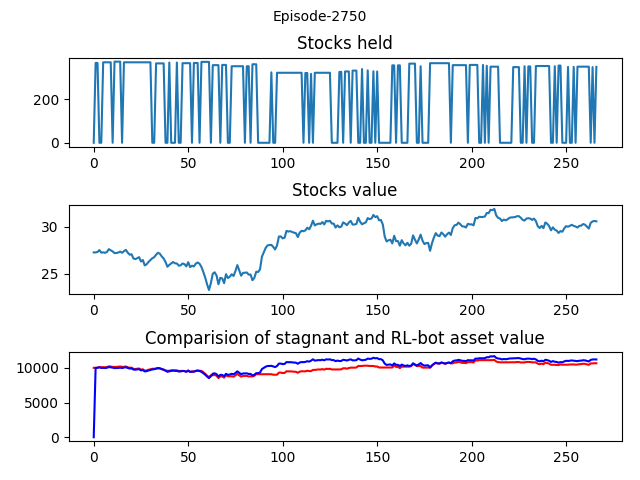 Episode-2750
Stocks held
200
0
0 50 100 150 200 250
Stocks value
30
25
0 50 100 150 200 250
Comparision of stagnant and RL-bot asset value
10000
5000
0
0 50 100 150 200 250